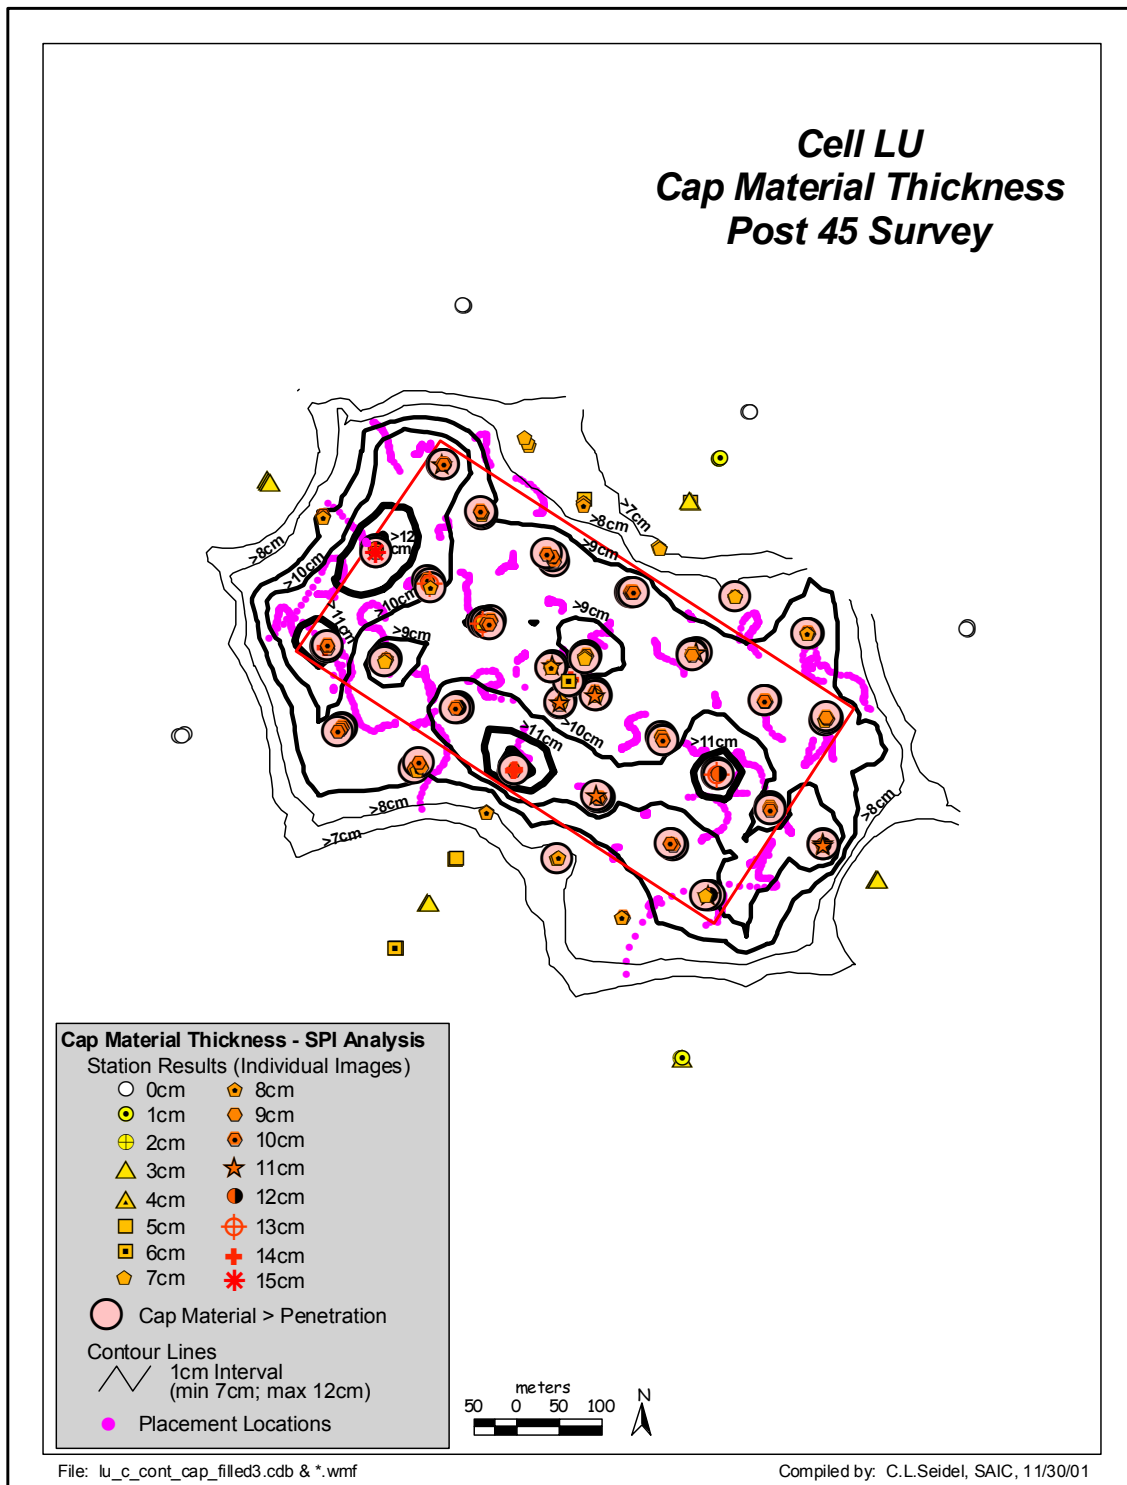 Cell LU
Cap Material Thickness
Post 45 Survey
>7cm
>8cm
>9cm
>12
cm
>8cm
>10cm
>10cm
>11cm
>9cm
>9cm
>10cm
>11cm
>11cm
>8cm
>8cm
>7cm
Cap Material Thickness - SPI Analysis
Station Results (Individual Images)
0cm
1cm
2cm
3cm
4cm
5cm
6cm
7cm
8cm
9cm
10cm
11cm
12cm
13cm
14cm
15cm
Cap Material > Penetration
Contour Lines
1cm Interval
(min 7cm; max 12cm)
Placement Locations
meters
50 0 50 100
N
File: lu_c_cont_cap_filled3.cdb & *.wmf
Compiled by: C.L.Seidel, SAIC, 11/30/01